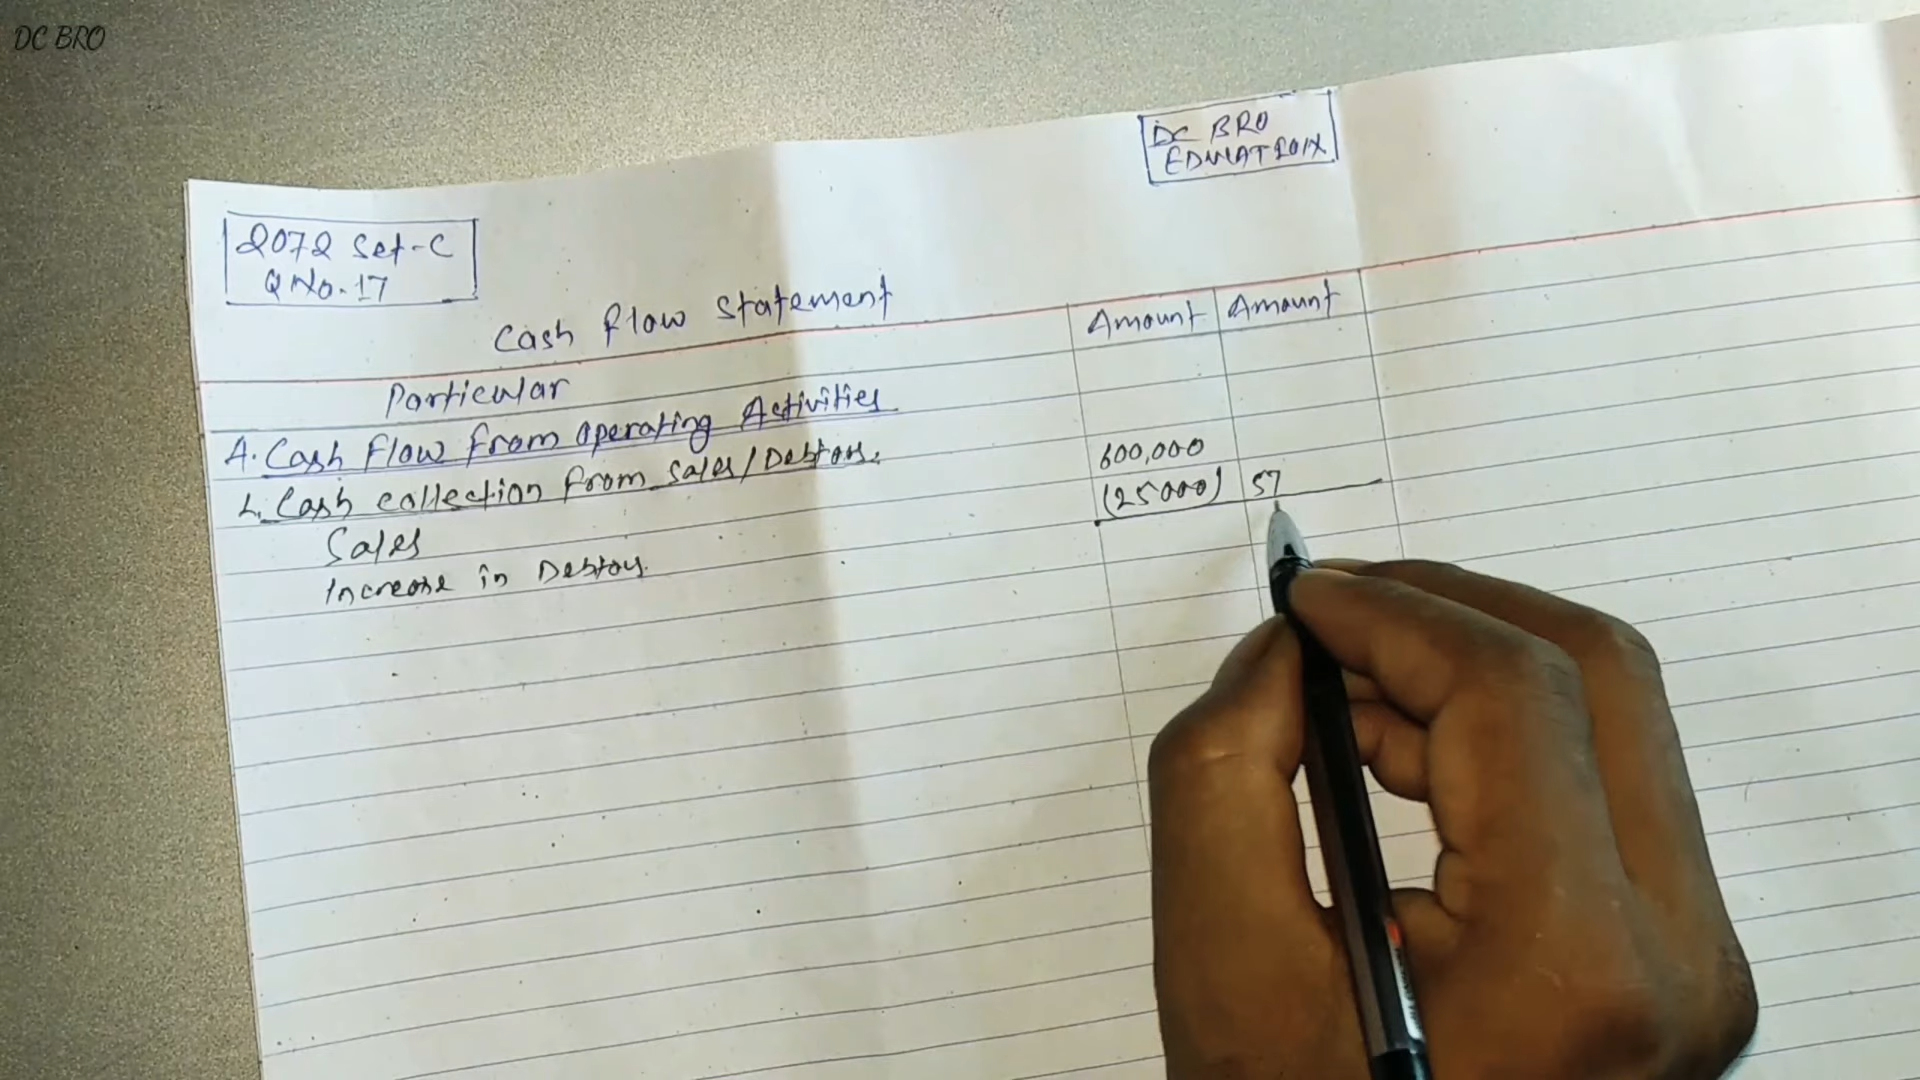 DC BRO
DC BRO
EDUCATION
2072 Set-C
Q No. 17
Cash Flow Statement
Particular
Amount
Amount
A. Cash Flow From Operating Activities
1. Cash collection from Sales/Debtors.
Sales
600,000
Increase in Debtors.
(25000)
57